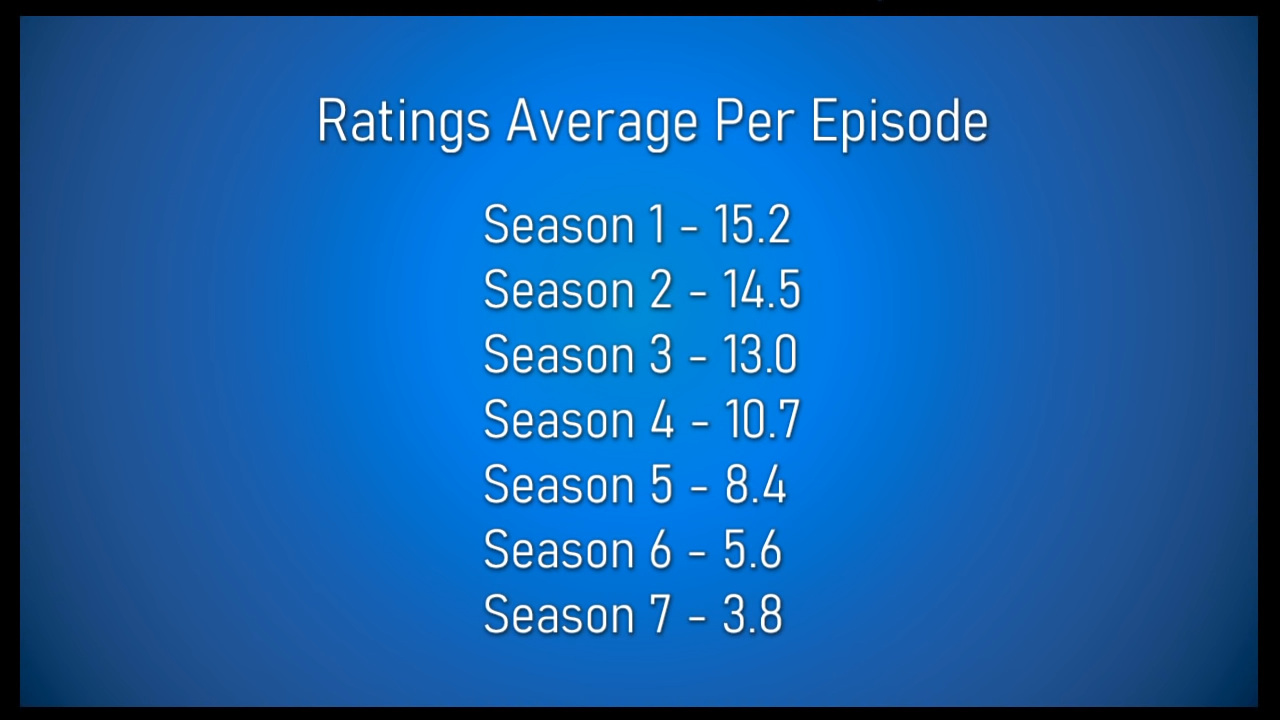 Ratings Average Per Episode
Season 1 - 15.2
Season 2 - 14.5
Season 3 - 13.0
Season 4 - 10.7
Season 5 - 8.4
Season 6 - 5.6
Season 7 - 3.8